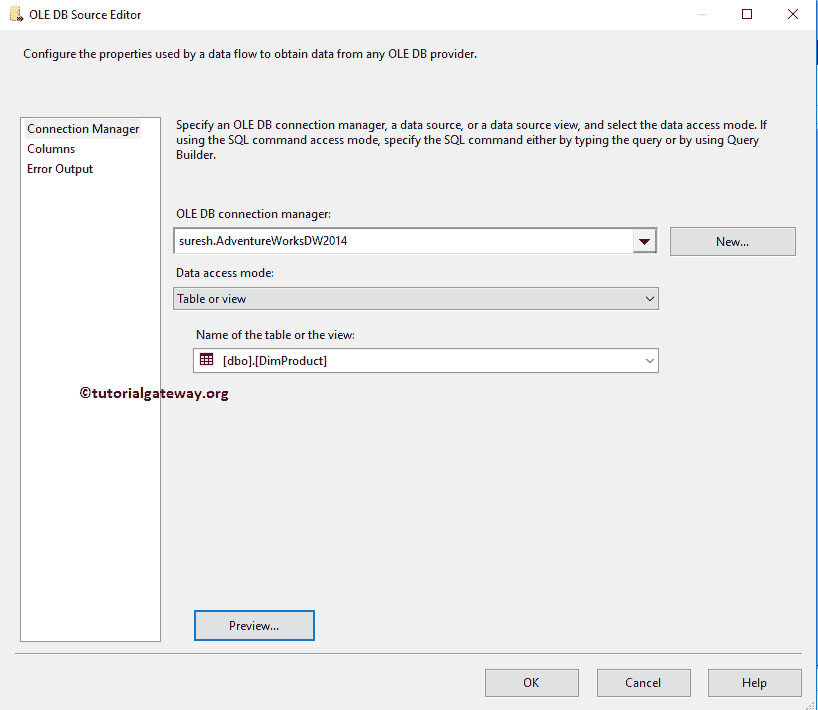 OLE DB Source Editor
Configure the properties used by a data flow to obtain data from any OLE DB provider.
Connection Manager
Columns
Error Output
Specify an OLE DB connection manager, a data source, or a data source view, and select the data access mode. If
using the SQL command access mode, specify the SQL command either by typing the query or by using Query
Builder.
OLE DB connection manager:
suresh.AdventureWorksDW2014
New...
Data access mode:
Table or view
Name of the table or the view:
[dbo].[DimProduct]
©tutorialgateway.org
Preview...
OK
Cancel
Help